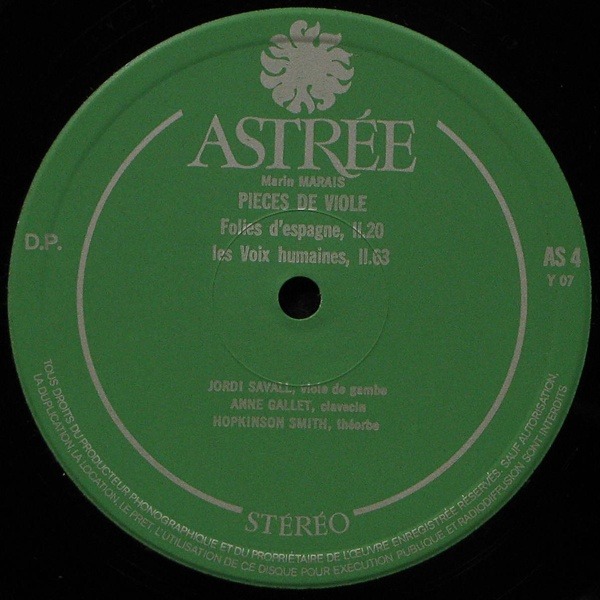 ASTRÉE
Marin MARAIS
PIECES DE VIOLE
Folies d'espagne, II.20
les Voix humaines, II.63
D.P.
AS 4
Y 07
JORDI SAVALL, viole de gambe
ANNE GALLET, clavecin
HOPKINSON SMITH, théorbe
STÉRÉO
TOUS DROITS DU PRODUCTEUR PHONOGRAPHIQUE ET DU PROPRIÉTAIRE DE L'ŒUVRE ENREGISTRÉE RÉSERVÉS. SAUF AUTORISATION,
LA DUPLICATION, LA LOCATION, LE PRET, L'UTILISATION DE CE DISQUE POUR EXÉCUTION PUBLIQUE ET RADIODIFFUSION SONT INTERDITS